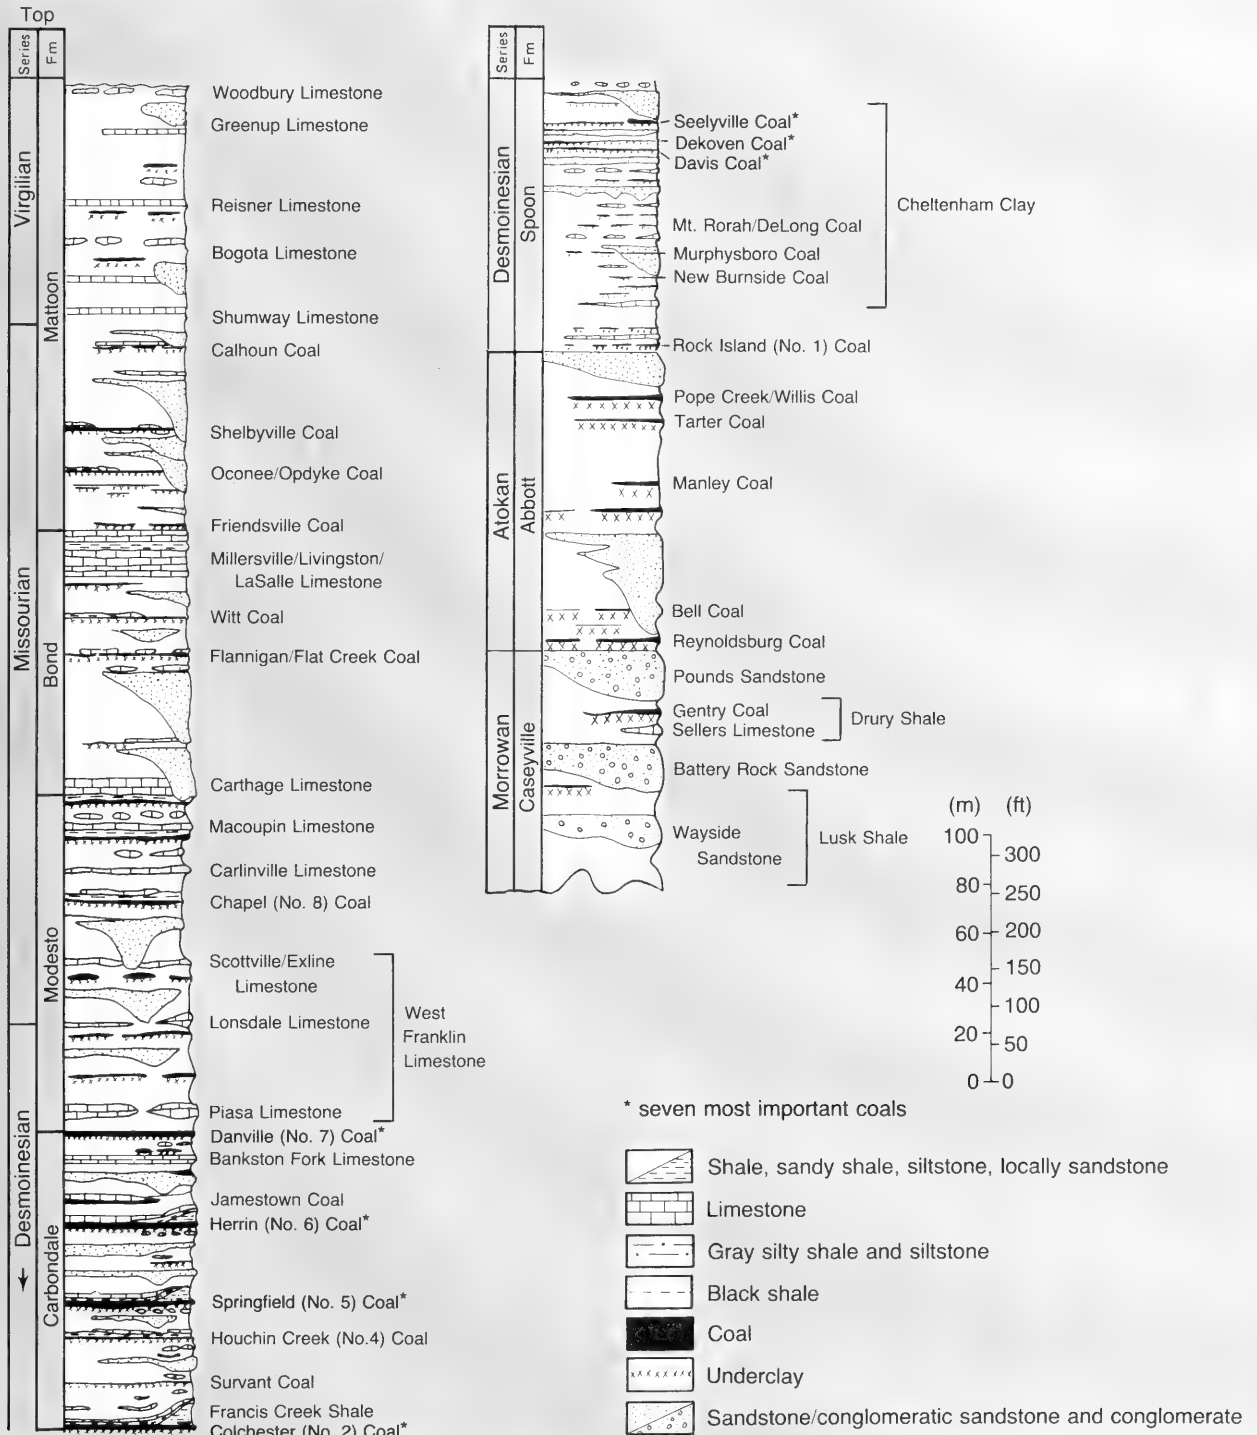 Top
Series
Fm
Virgilian
Missourian
Desmoinesian
Mattoon
Bond
Modesto
Carbondale
Woodbury Limestone
Greenup Limestone
Reisner Limestone
Bogota Limestone
Shumway Limestone
Calhoun Coal
Shelbyville Coal
Oconee/Opdyke Coal
Friendsville Coal
Millersville/Livingston/
LaSalle Limestone
Witt Coal
Flannigan/Flat Creek Coal
Carthage Limestone
Macoupin Limestone
Carlinville Limestone
Chapel (No. 8) Coal
Scottville/Exline
Limestone
Lonsdale Limestone
West
Franklin
Limestone
Piasa Limestone
Danville (No. 7) Coal*
Bankston Fork Limestone
Jamestown Coal
Herrin (No. 6) Coal*
Springfield (No. 5) Coal*
Houchin Creek (No.4) Coal
Survant Coal
Francis Creek Shale
Colchester (No. 2) Coal*
Series
Fm
Desmoinesian
Spoon
Atokan
Abbott
Morrowan
Caseyville
Seelyville Coal*
Dekoven Coal*
Davis Coal*
Cheltenham Clay
Mt. Rorah/DeLong Coal
Murphysboro Coal
New Burnside Coal
Rock Island (No. 1) Coal
Pope Creek/Willis Coal
Tarter Coal
Manley Coal
Bell Coal
Reynoldsburg Coal
Pounds Sandstone
Gentry Coal
Sellers Limestone
Drury Shale
Battery Rock Sandstone
Wayside
Sandstone
Lusk Shale
(m) (ft)
100
300
80
250
60
200
150
40
100
20
50
0 0
* seven most important coals
Shale, sandy shale, siltstone, locally sandstone
Limestone
Gray silty shale and siltstone
Black shale
Coal
Underclay
Sandstone/conglomeratic sandstone and conglomerate